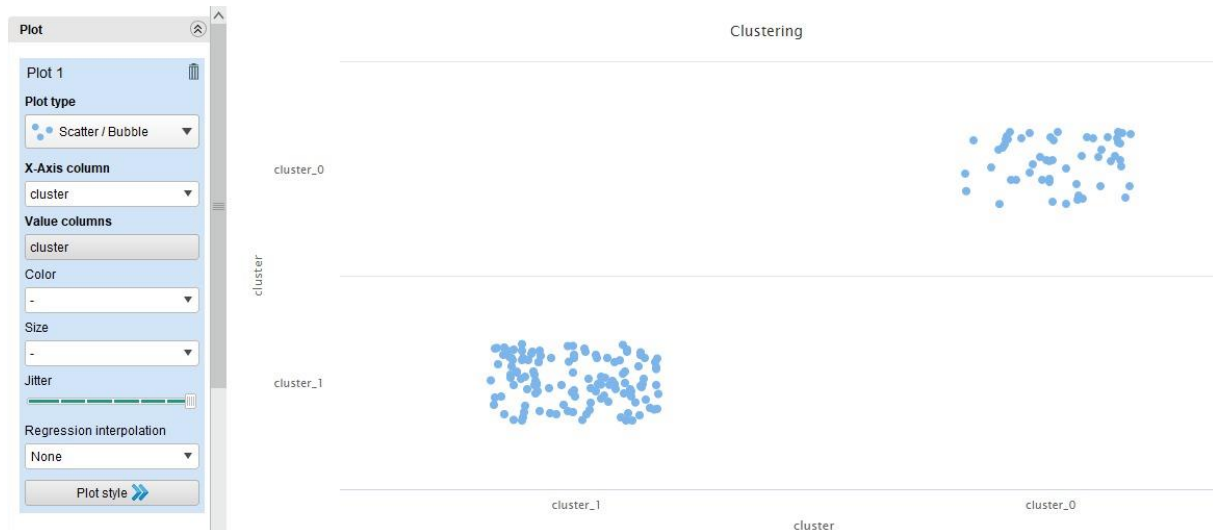 Plot
Plot 1
Plot type
Scatter / Bubble
X-Axis column
cluster
Value columns
cluster
Color
-
Size
-
Jitter
Regression interpolation
None
Plot style
Clustering
cluster_0
cluster
cluster_1
cluster_1 cluster_0
cluster